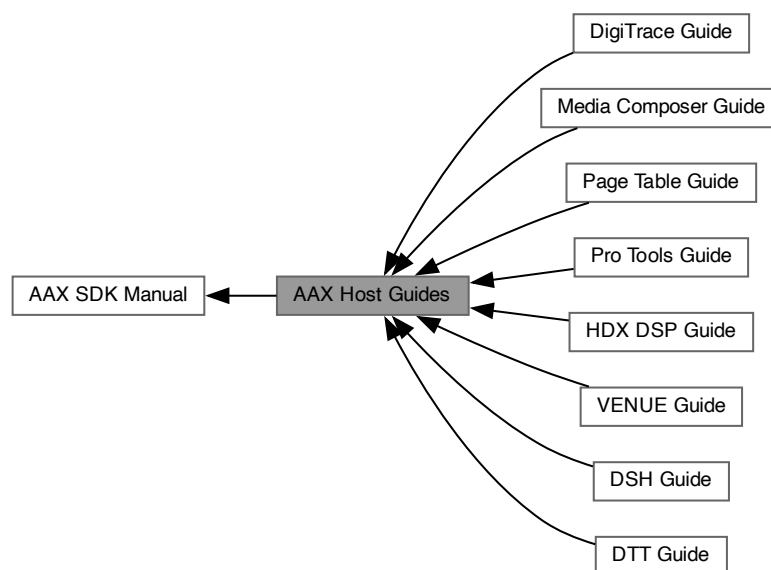 DigiTrace Guide
Media Composer Guide
Page Table Guide
Pro Tools Guide
AAX SDK Manual
AAX Host Guides
HDX DSP Guide
VENUE Guide
DSH Guide
DTT Guide